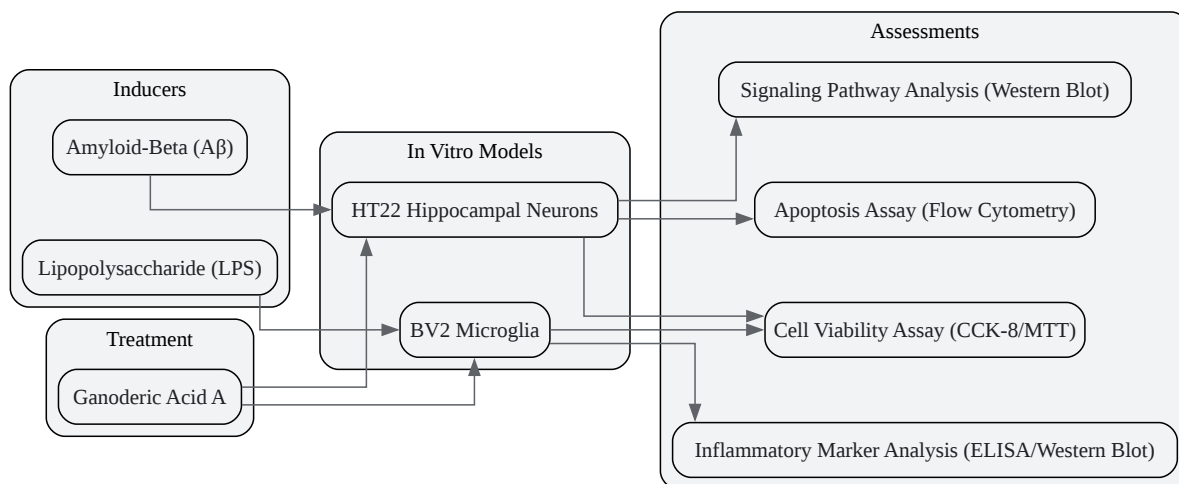 Inducers
Amyloid-Beta (Aβ)
Lipopolysaccharide (LPS)
Treatment
Ganoderic Acid A
In Vitro Models
HT22 Hippocampal Neurons
BV2 Microglia
Assessments
Signaling Pathway Analysis (Western Blot)
Apoptosis Assay (Flow Cytometry)
Cell Viability Assay (CCK-8/MTT)
Inflammatory Marker Analysis (ELISA/Western Blot)